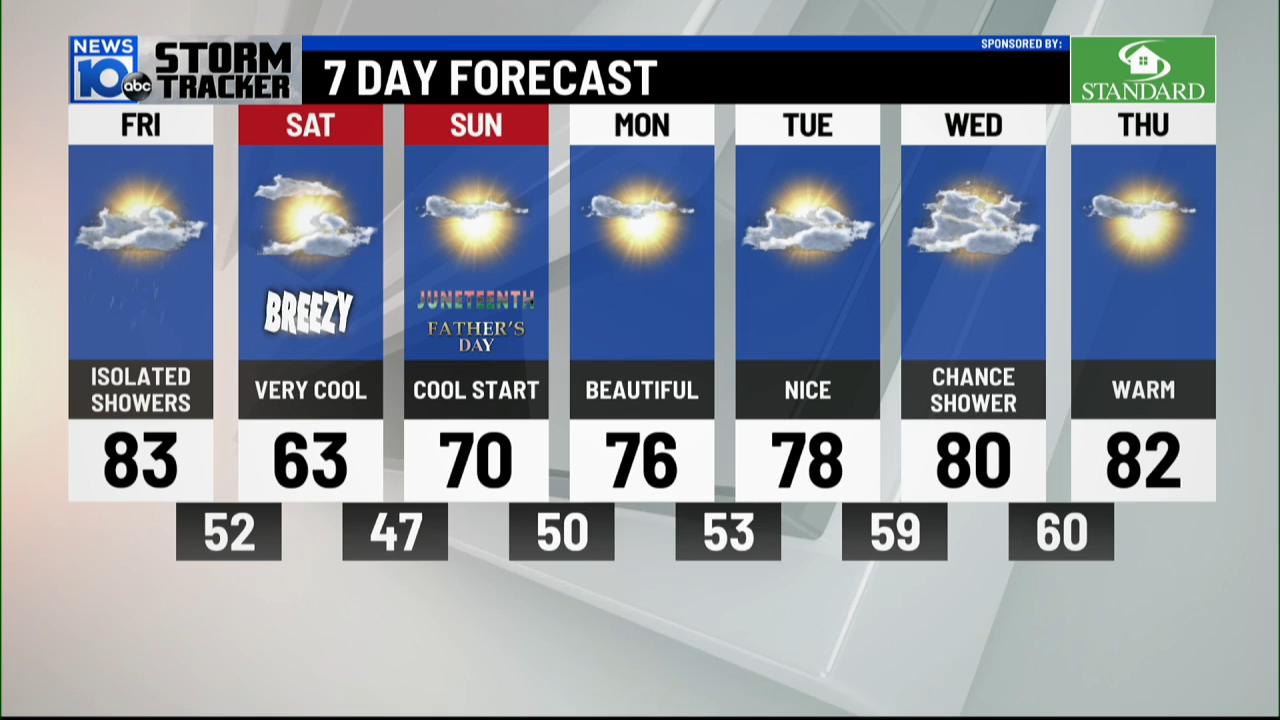 NEWS
10
abc
STORM
TRACKER
7 DAY FORECAST
SPONSORED BY:
STANDARD
FRI
SAT
SUN
MON
TUE
WED
THU
BREEZY
JUNETEENTH
FATHER'S
DAY
ISOLATED
SHOWERS
VERY COOL
COOL START
BEAUTIFUL
NICE
CHANCE
SHOWER
WARM
83
63
70
76
78
80
82
52
47
50
53
59
60